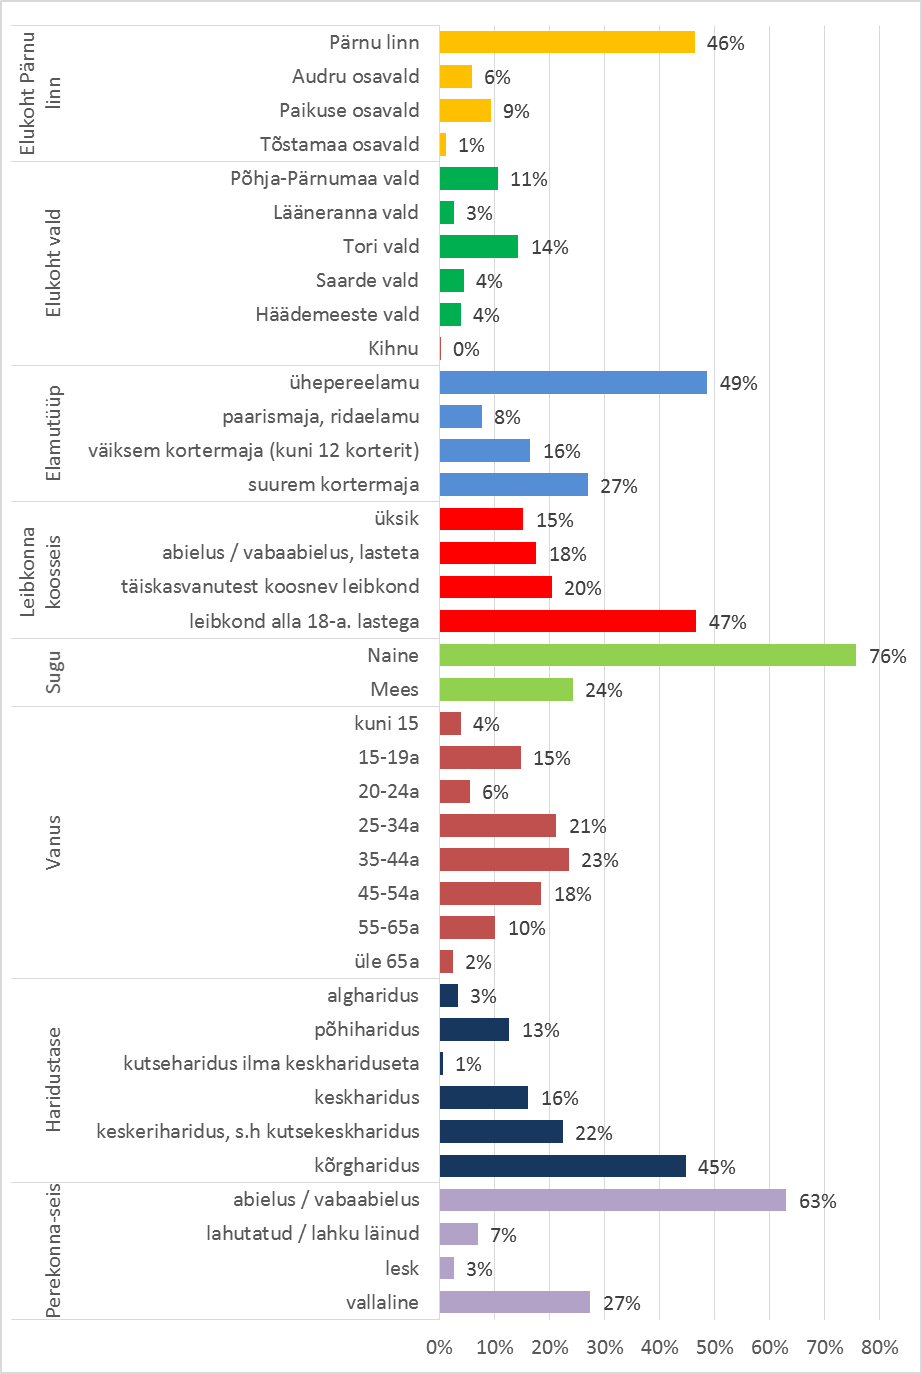 Elukoht Pärnu
linn
Pärnu linn 46%
Audru osavald 6%
Paikuse osavald 9%
Tõstamaa osavald 1%
Elukoht vald
Põhja-Pärnumaa vald 11%
Lääneranna vald 3%
Tori vald 14%
Saarde vald 4%
Häädemeeste vald 4%
Kihnu 0%
Elamutüüp
ühepereelamu 49%
paarismaja, ridaelamu 8%
väiksem kortermaja (kuni 12 korterit) 16%
suurem kortermaja 27%
Leibkonna
koosseis
üksik 15%
abielus / vabaabielus, lasteta 18%
täiskasvanutest koosnev leibkond 20%
leibkond alla 18-a. lastega 47%
Sugu
Naine 76%
Mees 24%
Vanus
kuni 15 4%
15-19a 15%
20-24a 6%
25-34a 21%
35-44a 23%
45-54a 18%
55-65a 10%
üle 65a 2%
Haridustase
algharidus 3%
põhiharidus 13%
kutseharidus ilma keskhariduseta 1%
keskharidus 16%
keskeriharidus, s.h kutsekeskharidus 22%
kõrgharidus 45%
Perekonna-seis
abielus / vabaabielus 63%
lahutatud / lahku läinud 7%
lesk 3%
vallaline 27%
0% 10% 20% 30% 40% 50% 60% 70% 80%